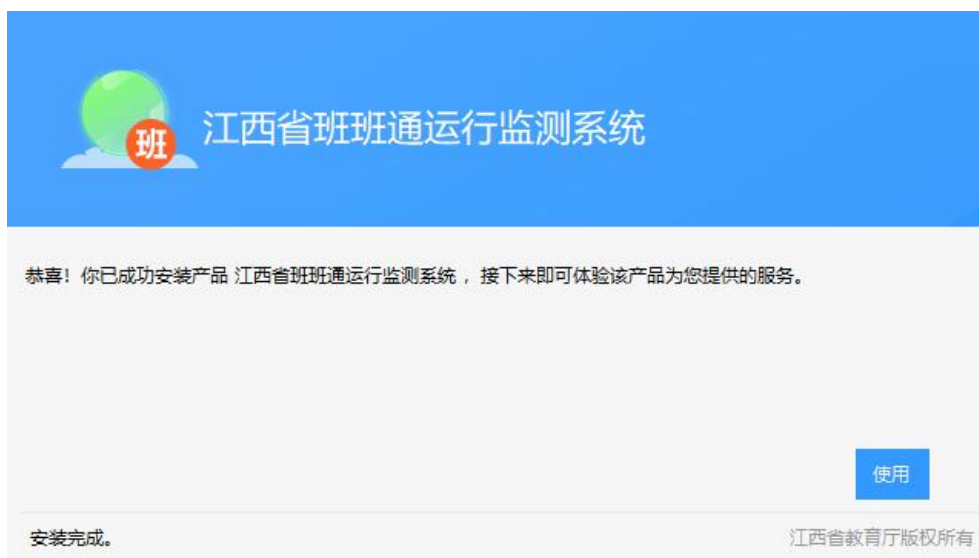 班
江西省班班通运行监测系统
恭喜！你已成功安装产品 江西省班班通运行监测系统 ，接下来即可体验该产品为您提供的服务。
使用
安装完成。
江西省教育厅版权所有